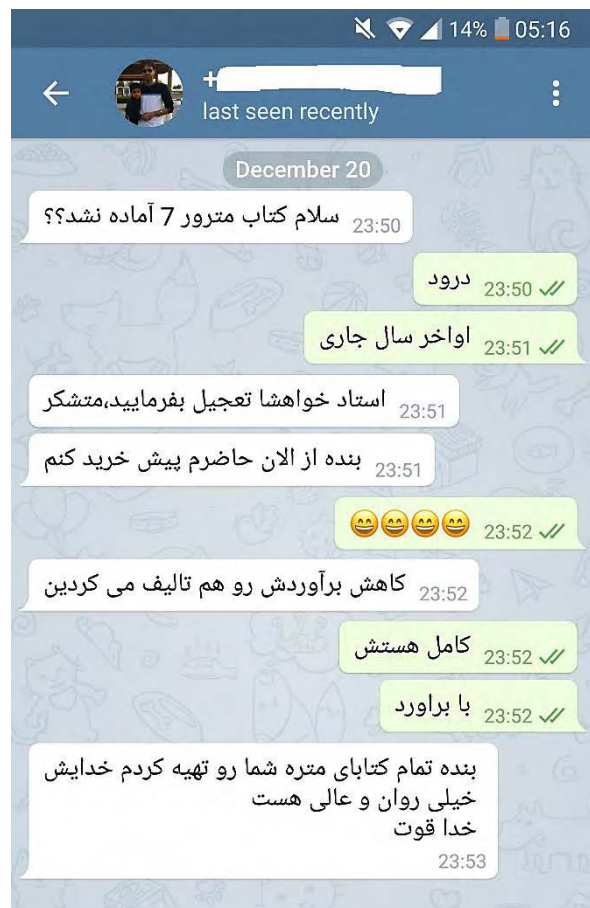 14% 05:16
+
last seen recently
December 20
سلام کتاب مترور 7 آماده نشد؟؟ 23:50
درود 23:50
اواخر سال جاری 23:51
استاد خواهشا تعجیل بفرمایید،متشکر 23:51
بنده از الان حاضرم پیش خرید کنم 23:51
😄😄😄😄 23:52
کاهش برآوردش رو هم تالیف می کردین 23:52
کامل هستش 23:52
با براورد 23:52
بنده تمام کتابای متره شما رو تهیه کردم خدایش
خیلی روان و عالی هست
خدا قوت
23:53